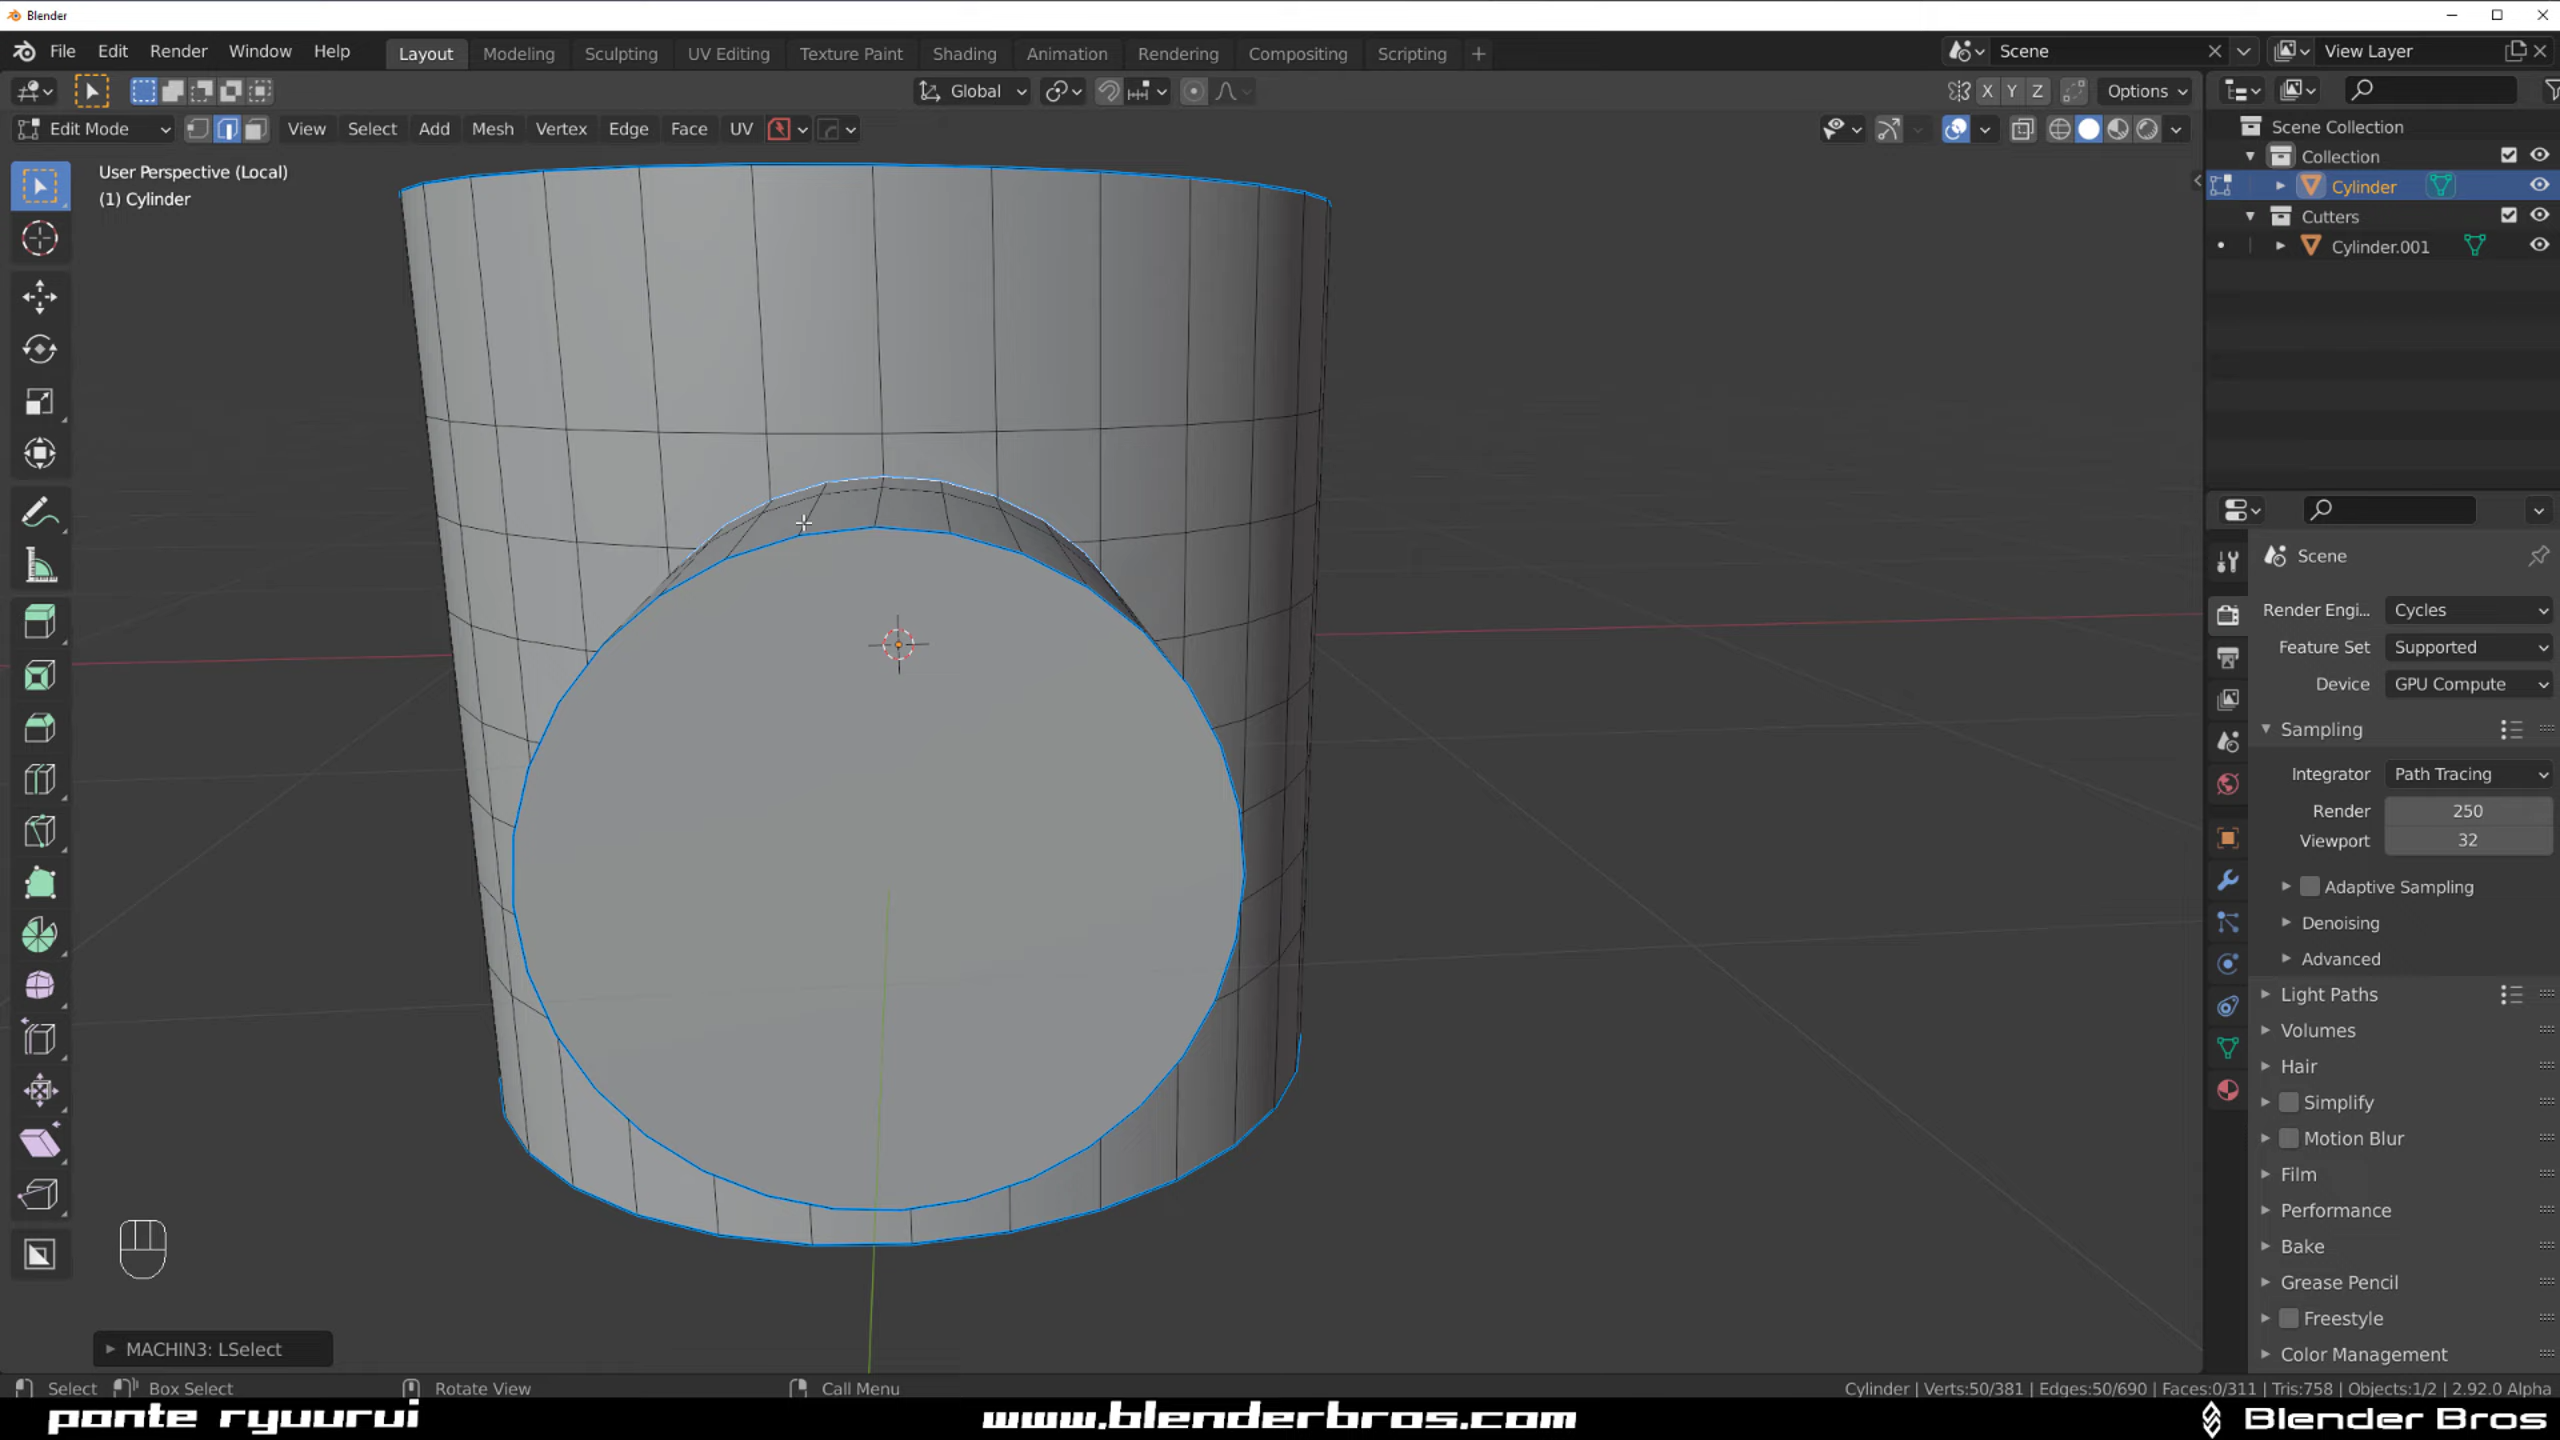 Blender
File Edit Render Window Help Layout Modeling Sculpting UV Editing Texture Paint Shading Animation Rendering Compositing Scripting + Scene View Layer
Global X Y Z Options
Edit Mode View Select Add Mesh Vertex Edge Face UV
User Perspective (Local)
(1) Cylinder
Scene Collection
Collection
Cylinder
Cutters
Cylinder.001
Scene
Render Engi... Cycles
Feature Set Supported
Device GPU Compute
Sampling
Integrator Path Tracing
Render 250
Viewport 32
Adaptive Sampling
Denoising
Advanced
Light Paths
Volumes
Hair
Simplify
Motion Blur
Film
Performance
Bake
Grease Pencil
Freestyle
Color Management
MACHIN3: LSelect
Select Box Select Rotate View Call Menu Cylinder | Verts:50/381 | Edges:50/690 | Faces:0/311 | Tris:758 | Objects:1/2 | 2.92.0 Alpha
ponte ryuurui www.blenderbros.com Blender Bros